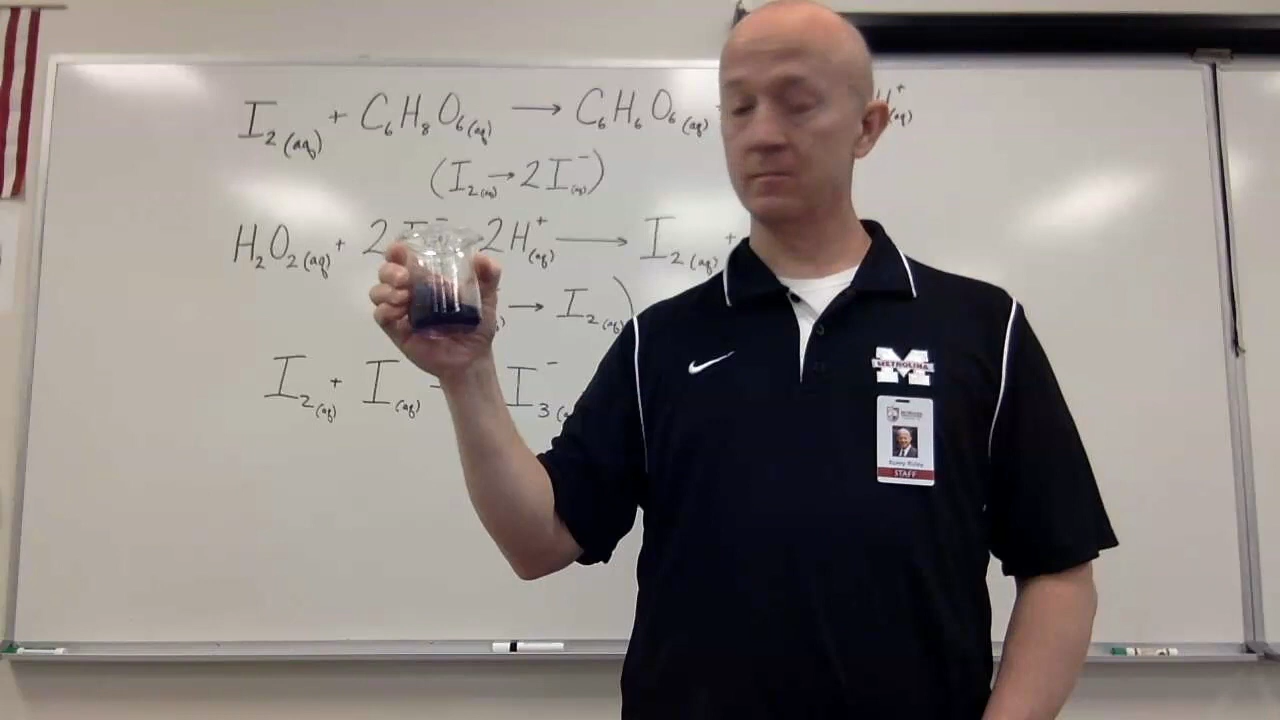 I₂(aq) + C₆H₈O₆(aq) → C₆H₆O₆(aq) H⁺(aq)
(I₂(aq) → 2I⁻(aq))
H₂O₂(aq) + 2I⁻ 2H⁺(aq) → I₂(aq) +
→ I₂(aq))
I₂(aq) + I⁻(aq) I₃⁻(a
M
METROLINA
STAFF